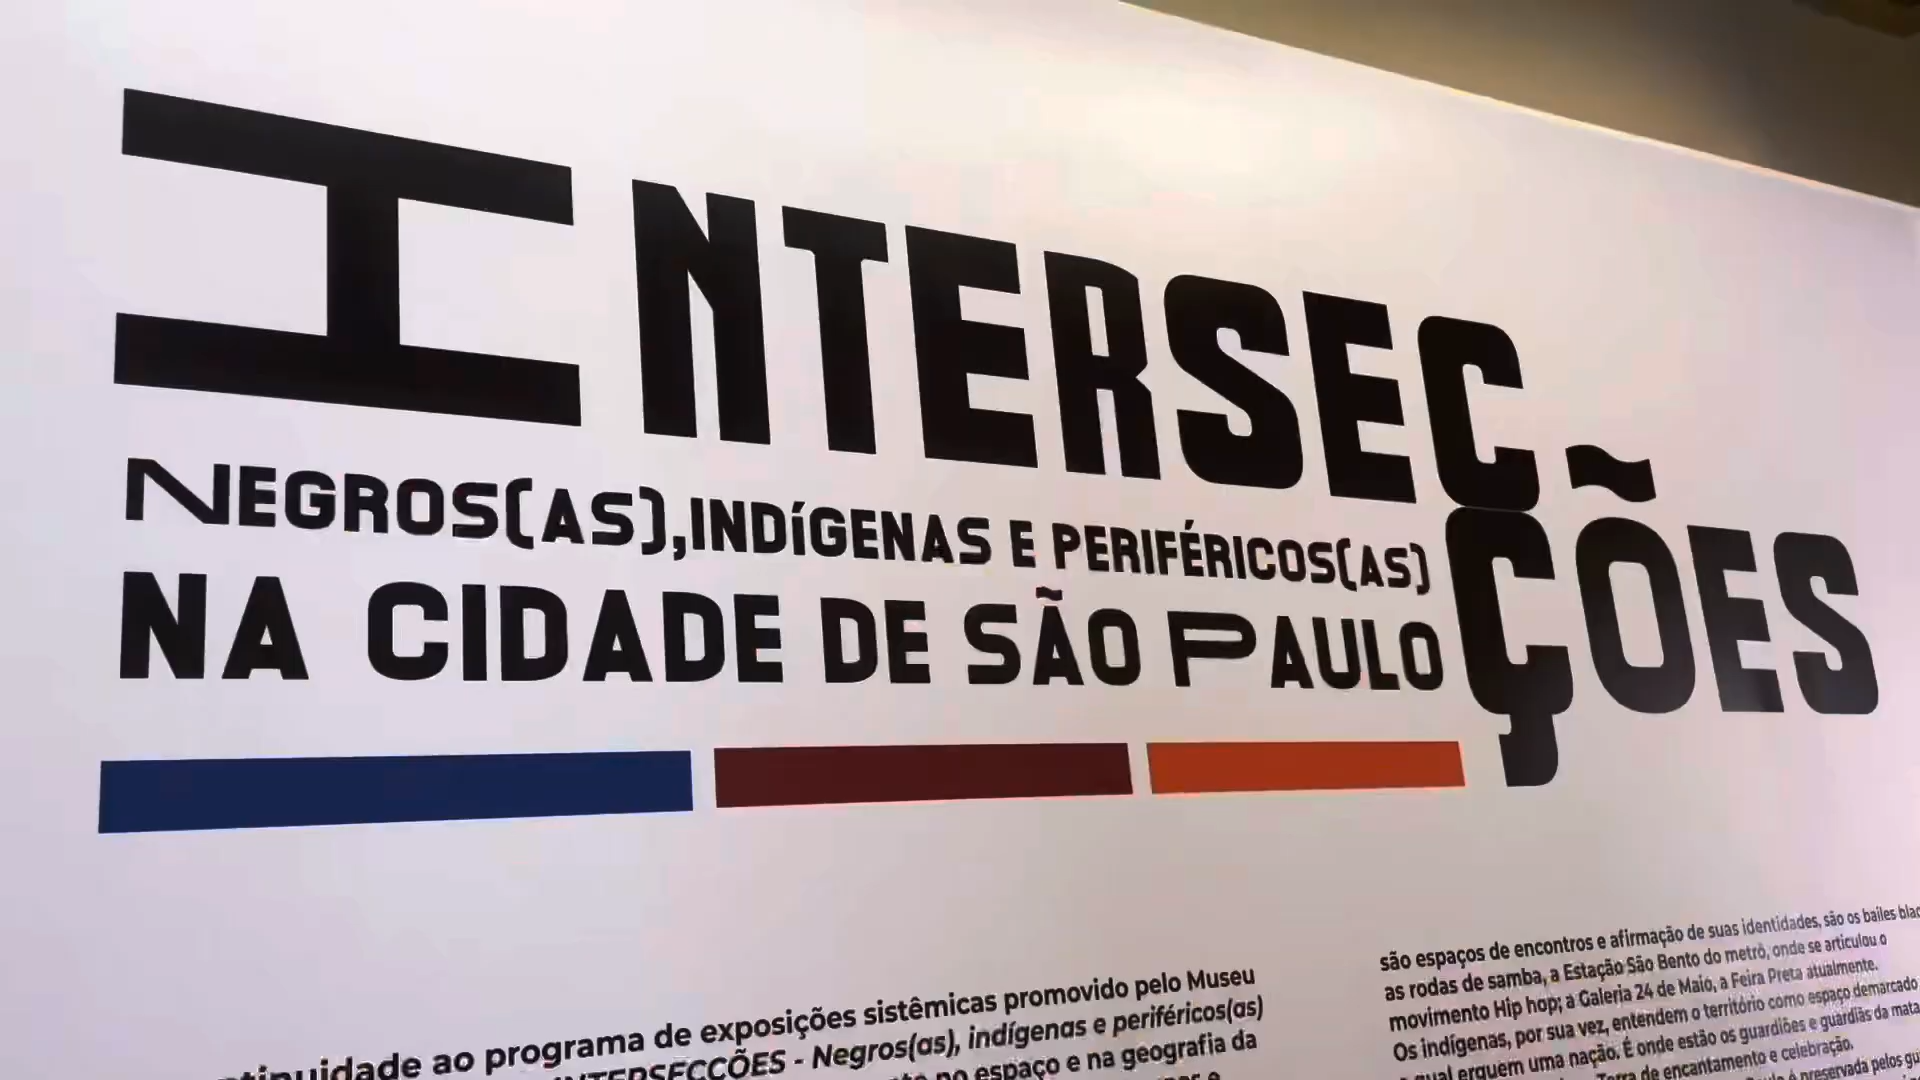 INTERSEC
ÇÕES
NEGROS(AS), INDÍGENAS E PERIFÉRICOS(AS)
NA CIDADE DE SÃO PAULO
ao programa de exposições sistêmicas promovido pelo Museu
INTERSECÇÕES - Negros(as), indígenas e periféricos(as)
no espaço e na geografia da
são espaços de encontros e afirmação de suas identidades, são os bailes
as rodas de samba, a Estação São Bento do metrô, onde se articulou o
movimento Hip hop; a Galeria 24 de Maio, a Feira Preta atualmente.
Os indígenas, por sua vez, entendem o território como espaço demarcado
qual erguem uma nação. É onde estão os guardiões e guardiãs da mata
Terra de encantamento e celebração.
é preservada pelos